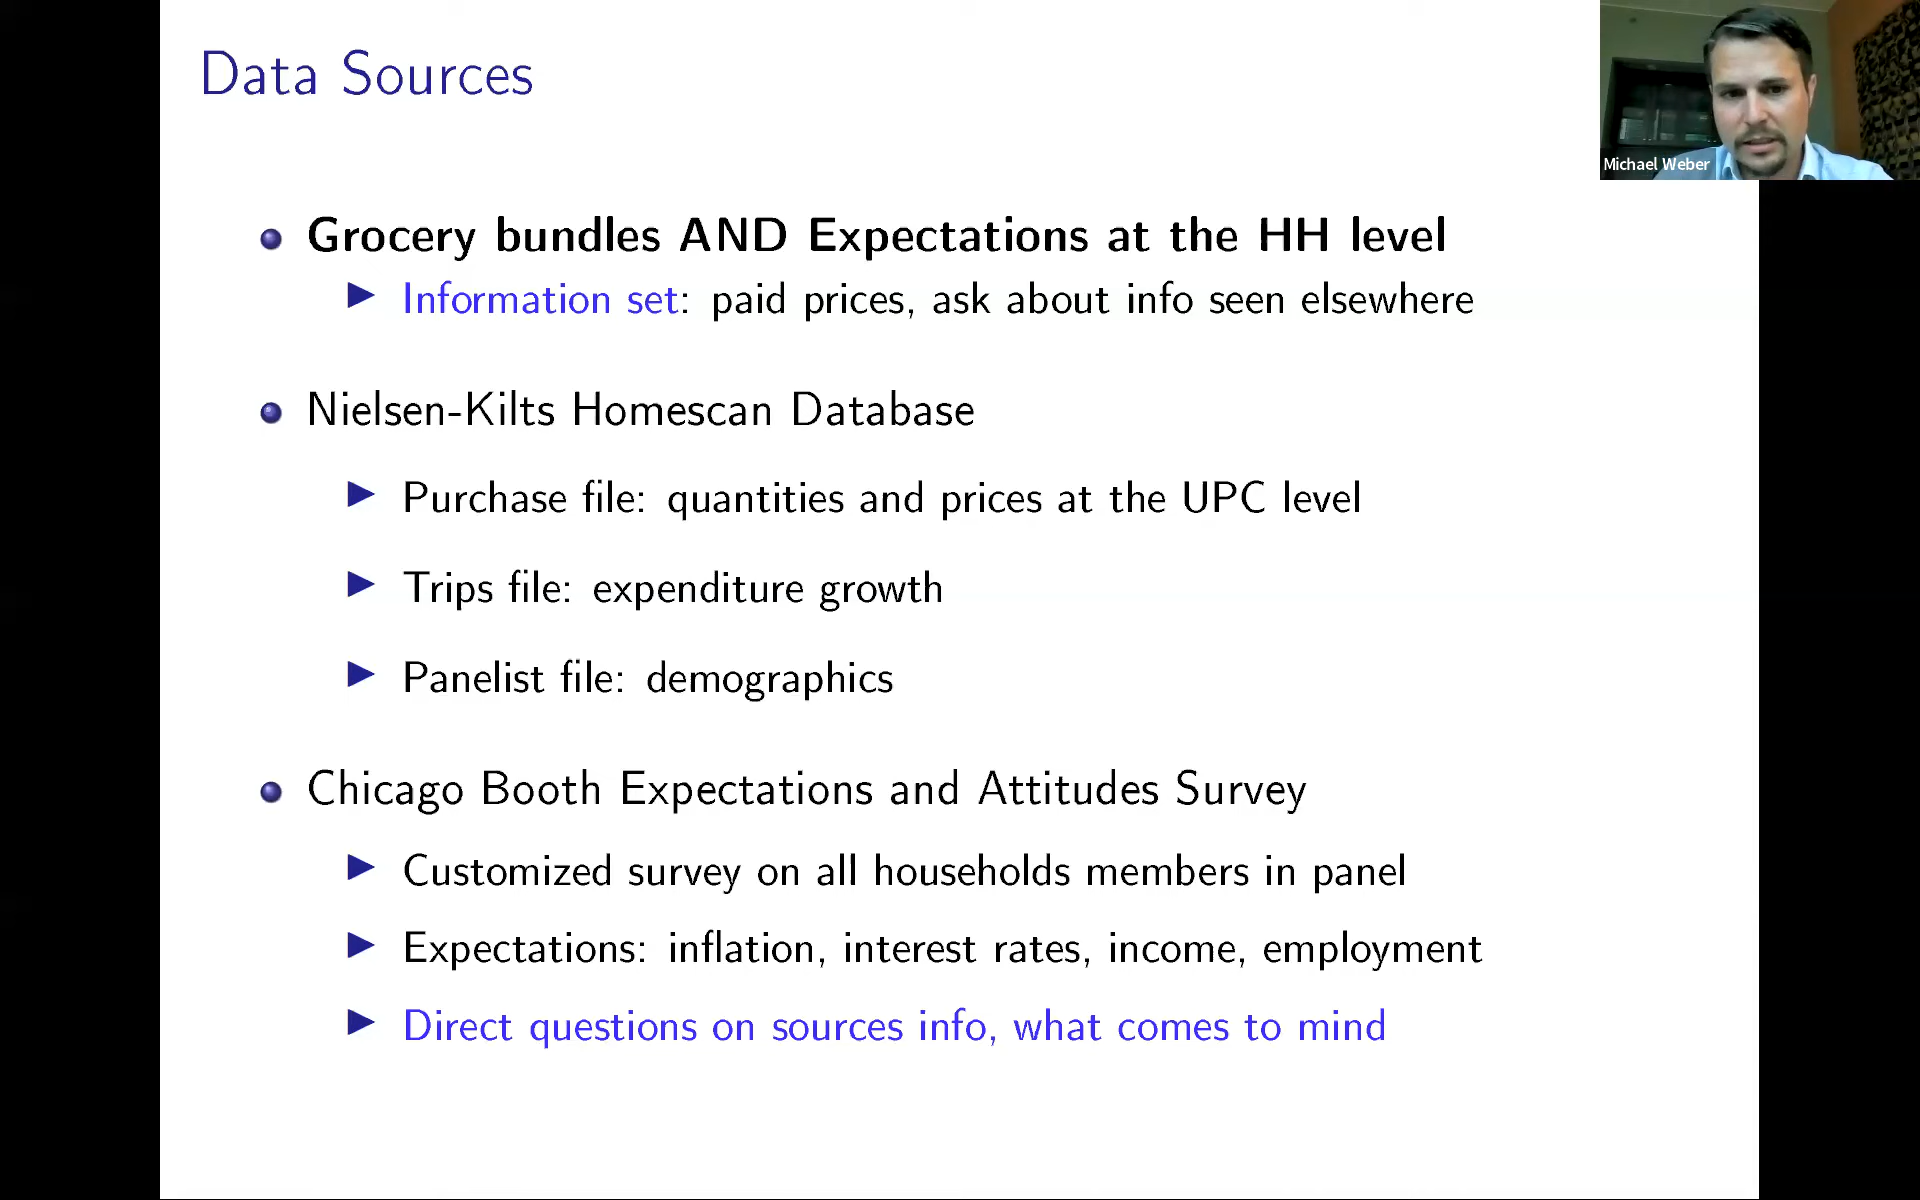 Data Sources
Michael Weber
Grocery bundles AND Expectations at the HH level
Information set: paid prices, ask about info seen elsewhere
Nielsen-Kilts Homescan Database
Purchase file: quantities and prices at the UPC level
Trips file: expenditure growth
Panelist file: demographics
Chicago Booth Expectations and Attitudes Survey
Customized survey on all households members in panel
Expectations: inflation, interest rates, income, employment
Direct questions on sources info, what comes to mind